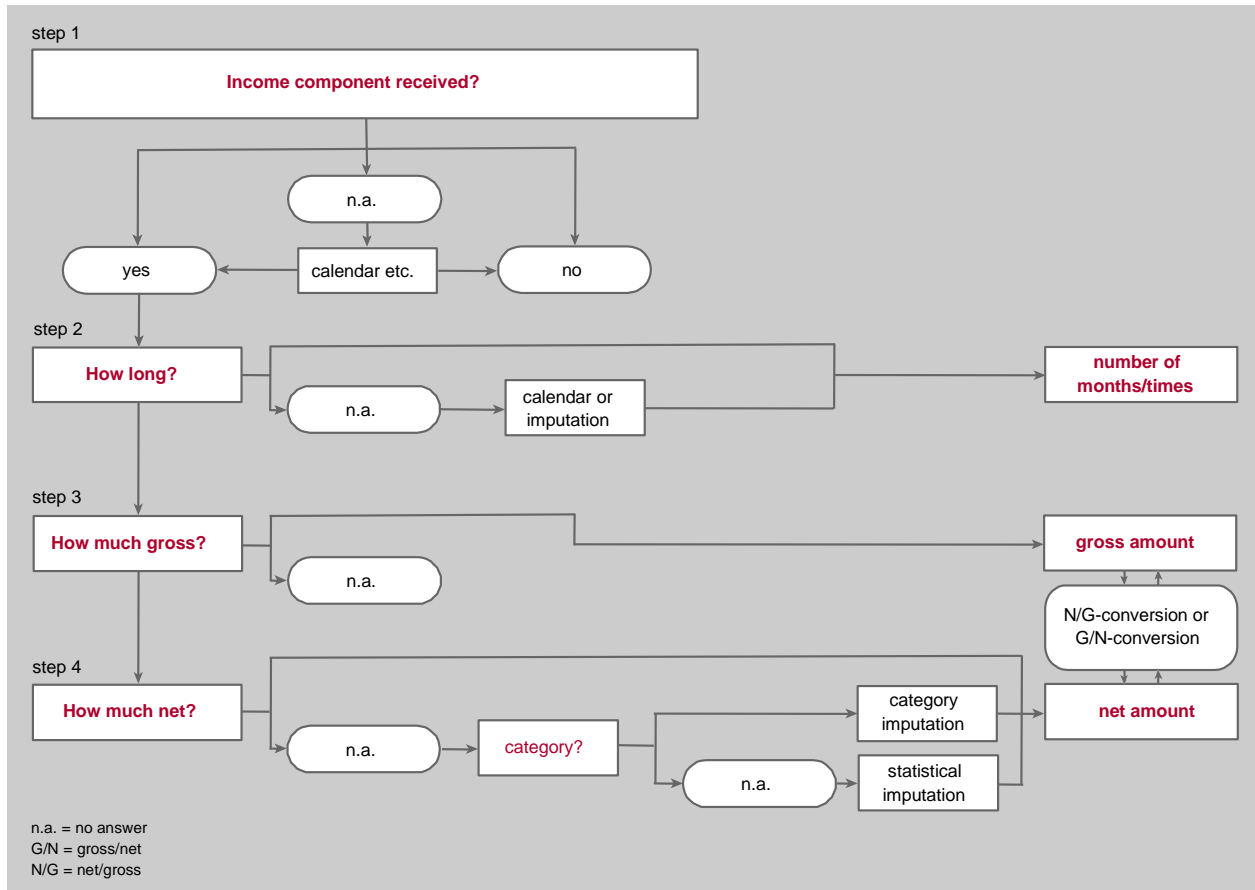 step 1
Income component received?
n.a.
yes
calendar etc.
no
step 2
How long?
n.a.
calendar or
imputation
number of
months/times
step 3
How much gross?
n.a.
gross amount
N/G-conversion or
G/N-conversion
step 4
How much net?
n.a.
category?
category
imputation
n.a.
statistical
imputation
net amount
n.a. = no answer
G/N = gross/net
N/G = net/gross